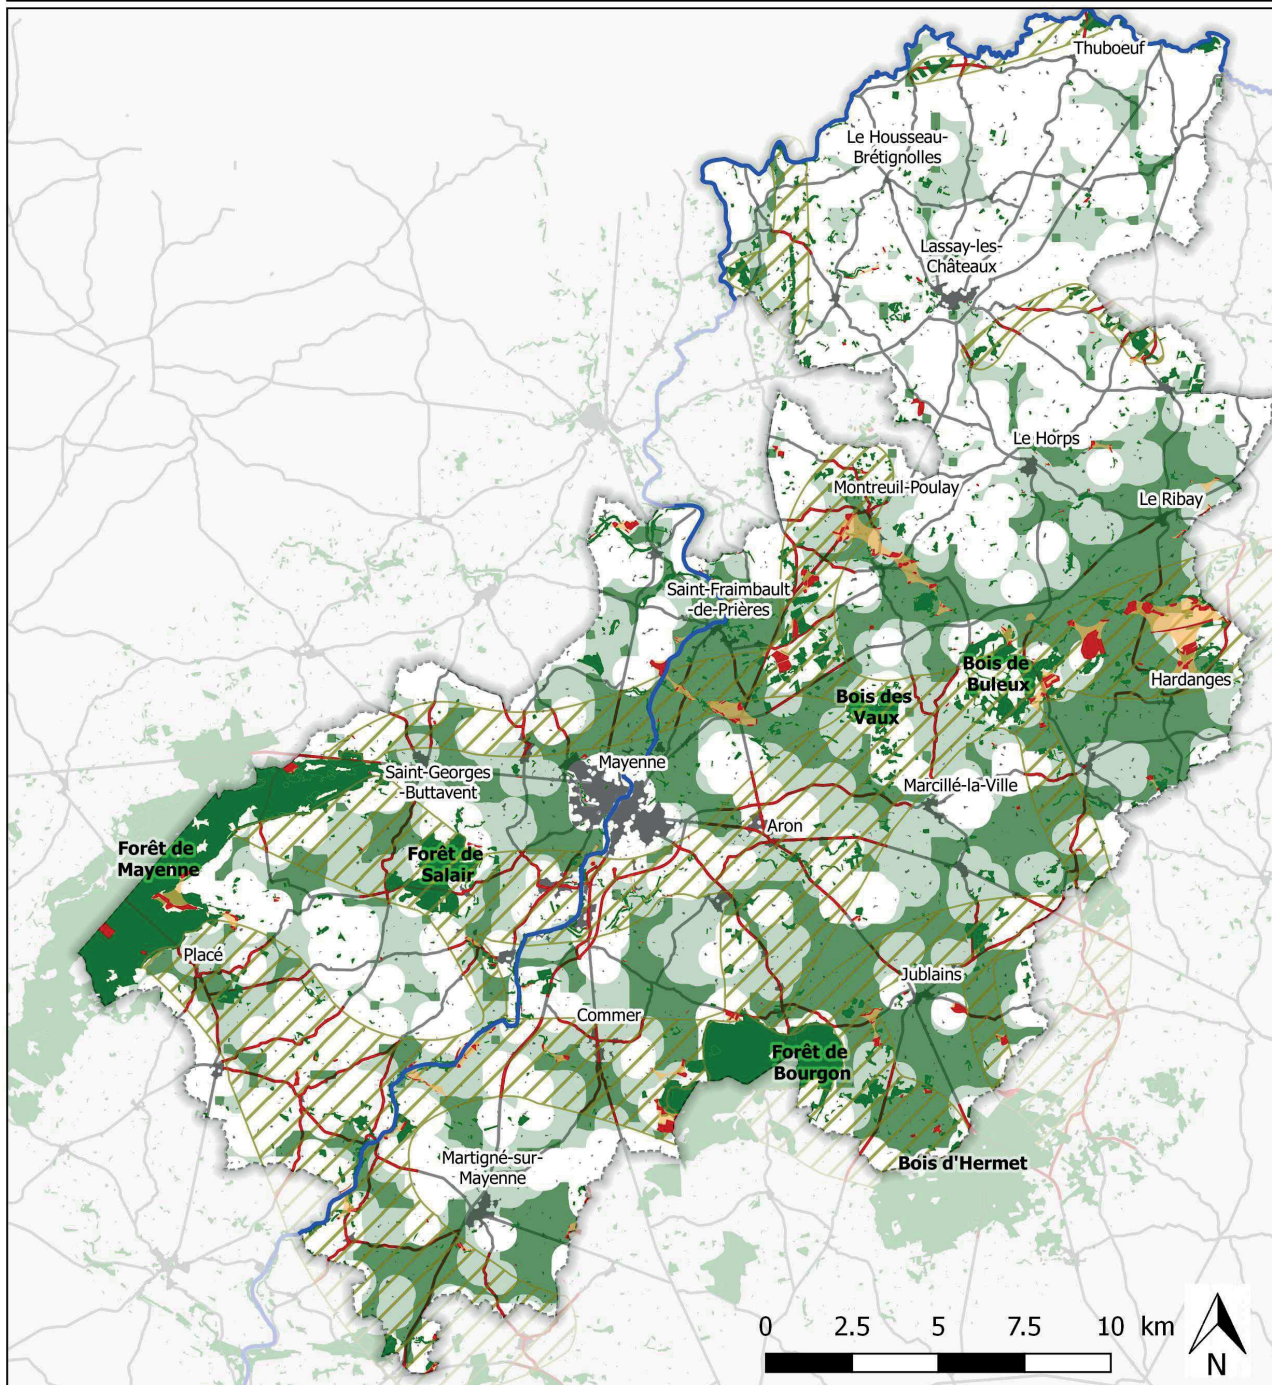 Thuboeuf
Le Housseau-
Brétignolles
Lassay-les-
Châteaux
Le Horps
Montreuil-Poulay
Le Ribay
Saint-Fraimbault
-de-Prières
Bois de
Buleux
Hardanges
Bois des
Vaux
Mayenne
Saint-Georges
-Buttavent
Marcillé-la-Ville
Aron
Forêt de
Mayenne
Forêt de
Salair
Placé
Jublains
Commer
Forêt de
Bourgon
Martigné-sur-
Mayenne
Bois d'Hermet
0 2.5 5 7.5 10 km
N